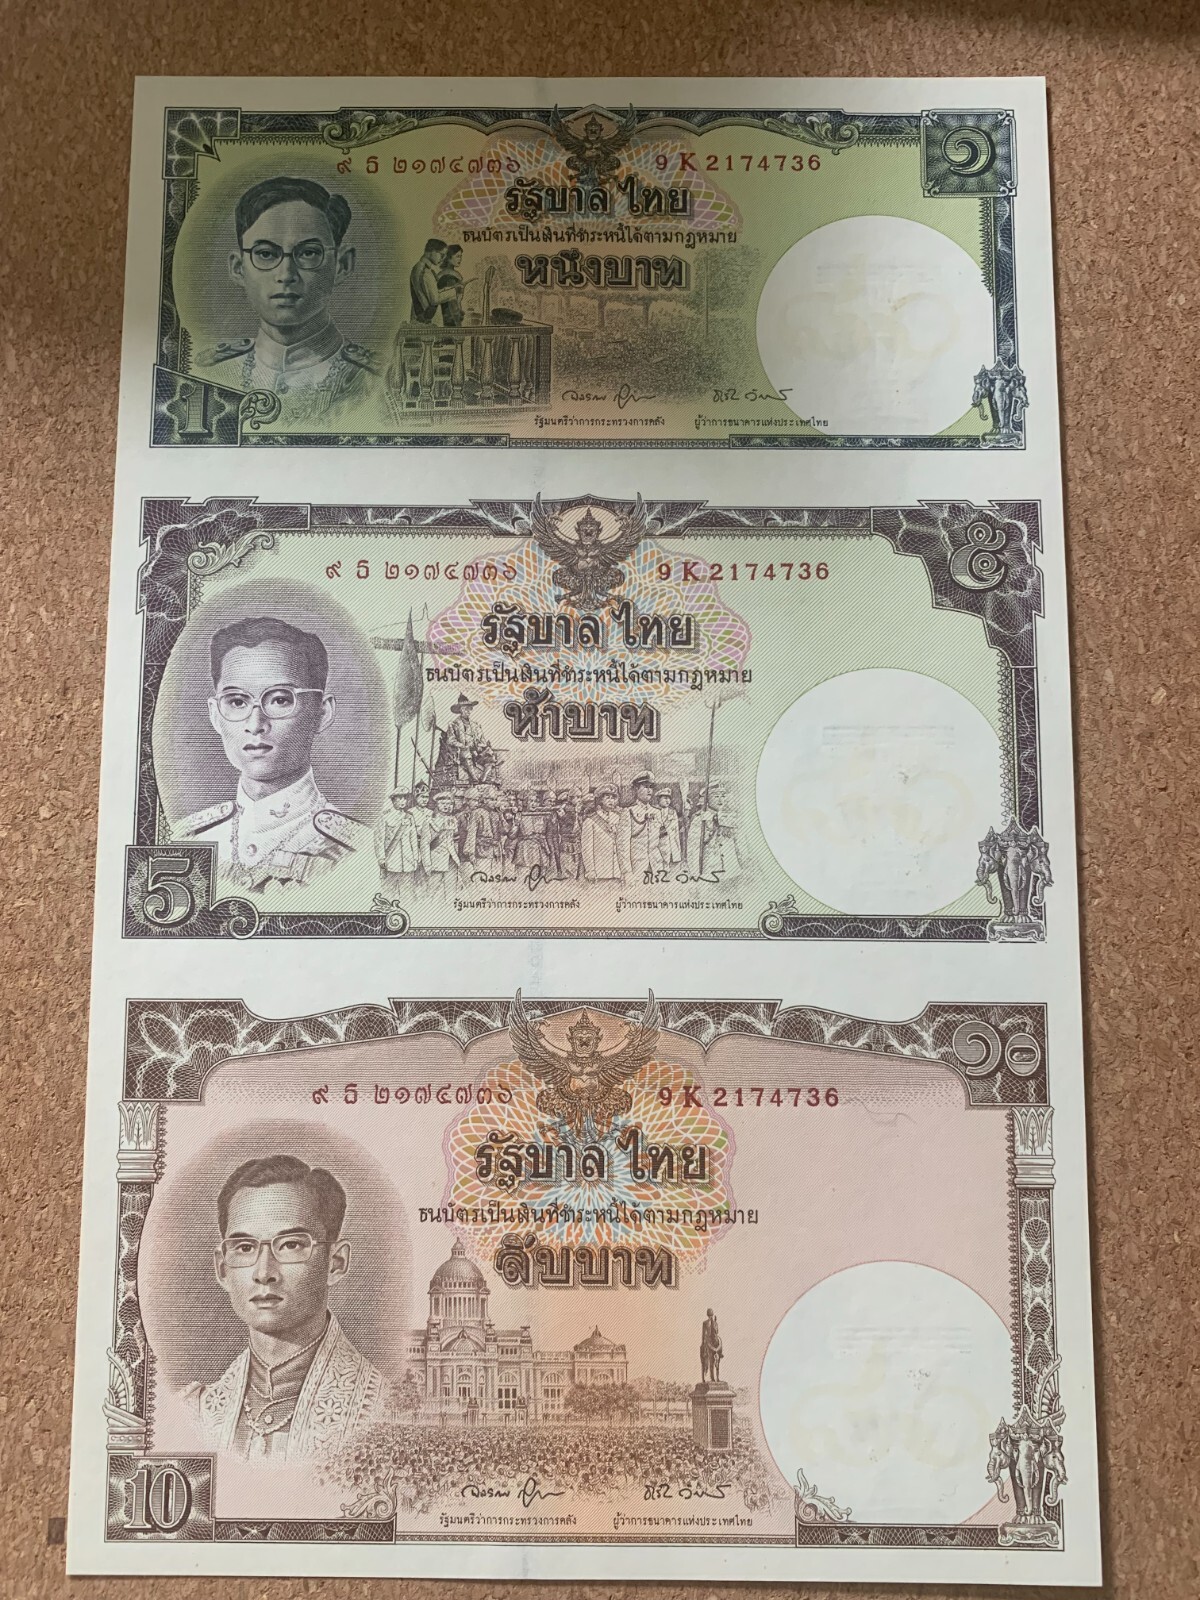 ๙ ธ ๒๑๗๔๗๓๖ 9 K 2174736 ๑
รัฐบาล ไทย
ธนบัตรเป็นเงินที่ชำระหนี้ได้ตามกฎหมาย
หนึ่งบาท
รัฐมนตรีว่าการกระทรวงการคลัง ผู้ว่าการธนาคารแห่งประเทศไทย
1
๙ ธ ๒๑๗๔๗๓๖ 9 K 2174736 ๕
รัฐบาล ไทย
ธนบัตรเป็นเงินที่ชำระหนี้ได้ตามกฎหมาย
ห้าบาท
5
รัฐมนตรีว่าการกระทรวงการคลัง ผู้ว่าการธนาคารแห่งประเทศไทย
๙ ธ ๒๑๗๔๗๓๖ 9 K 2174736 ๑๐
รัฐบาล ไทย
ธนบัตรเป็นเงินที่ชำระหนี้ได้ตามกฎหมาย
สิบบาท
10
รัฐมนตรีว่าการกระทรวงการคลัง ผู้ว่าการธนาคารแห่งประเทศไทย